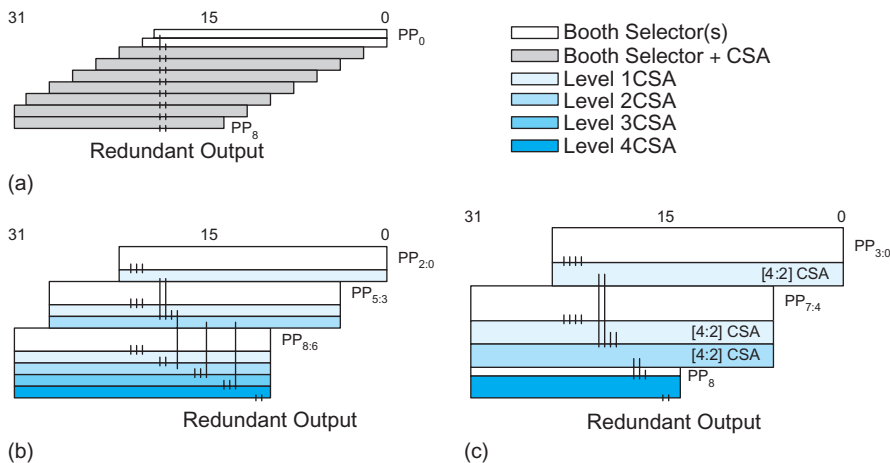 31 15 0
PP0
PP8
Redundant Output
(a)
Booth Selector(s)
Booth Selector + CSA
Level 1CSA
Level 2CSA
Level 3CSA
Level 4CSA
31 15 0
PP2:0
PP5:3
PP8:6
Redundant Output
(b)
31 15 0
PP3:0
[4:2] CSA
PP7:4
[4:2] CSA
[4:2] CSA
PP8
Redundant Output
(c)